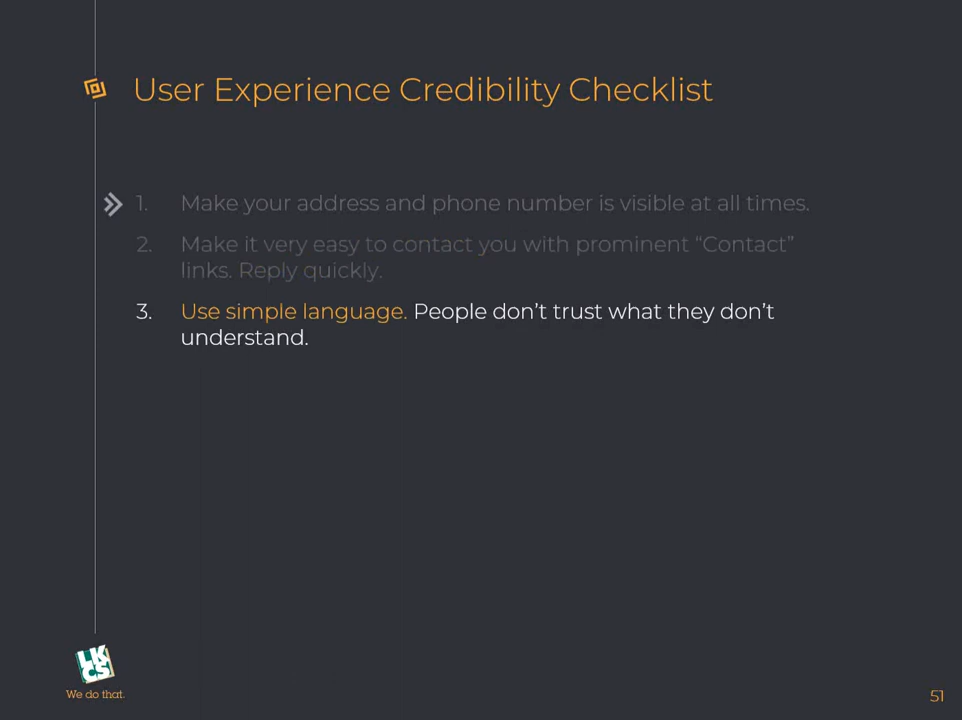 User Experience Credibility Checklist
1. Make your address and phone number is visible at all times.
2. Make it very easy to contact you with prominent “Contact”
links. Reply quickly.
3. Use simple language. People don’t trust what they don’t
understand.
LK
CS
We do that.
51